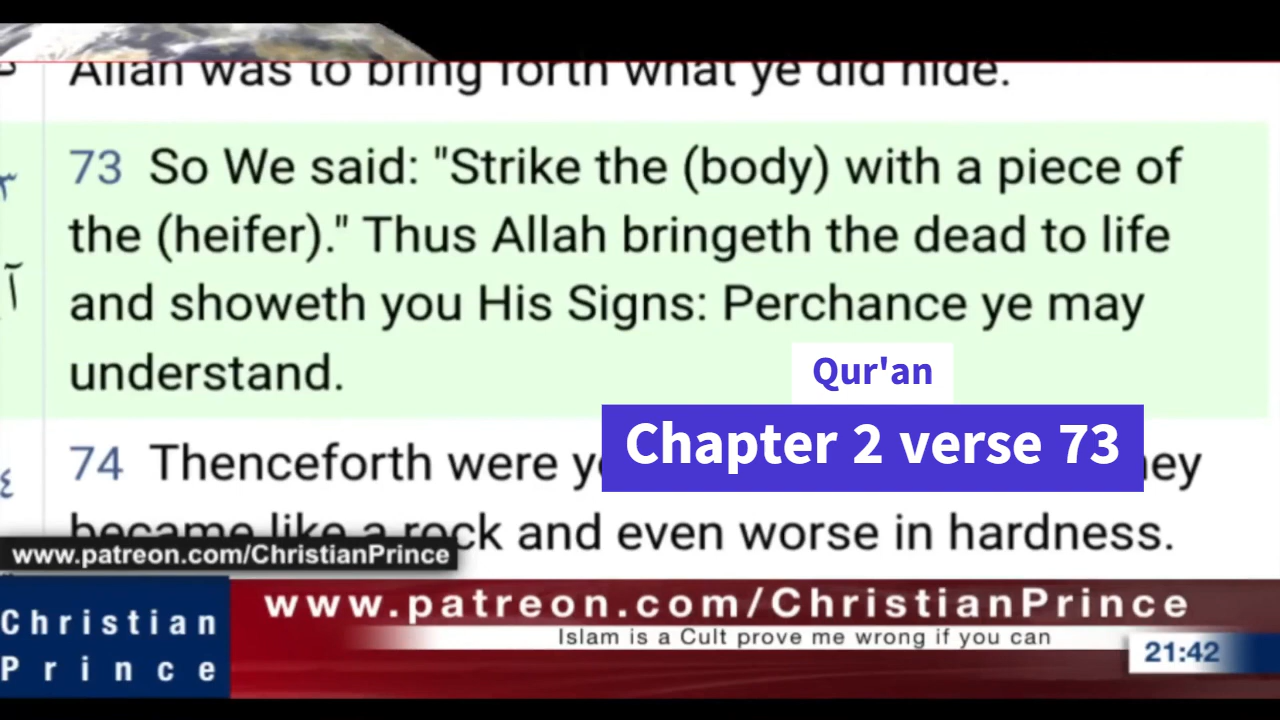 Allah was to bring forth what ye did hide.
73 So We said: "Strike the (body) with a piece of
the (heifer)." Thus Allah bringeth the dead to life
and showeth you His Signs: Perchance ye may
understand.
Qur'an
Chapter 2 verse 73
74 Thenceforth were
became like a rock and even worse in hardness.
www.patreon.com/ChristianPrince
Christian
Prince
www.patreon.com/ChristianPrince
Islam is a Cult prove me wrong if you can
21:42